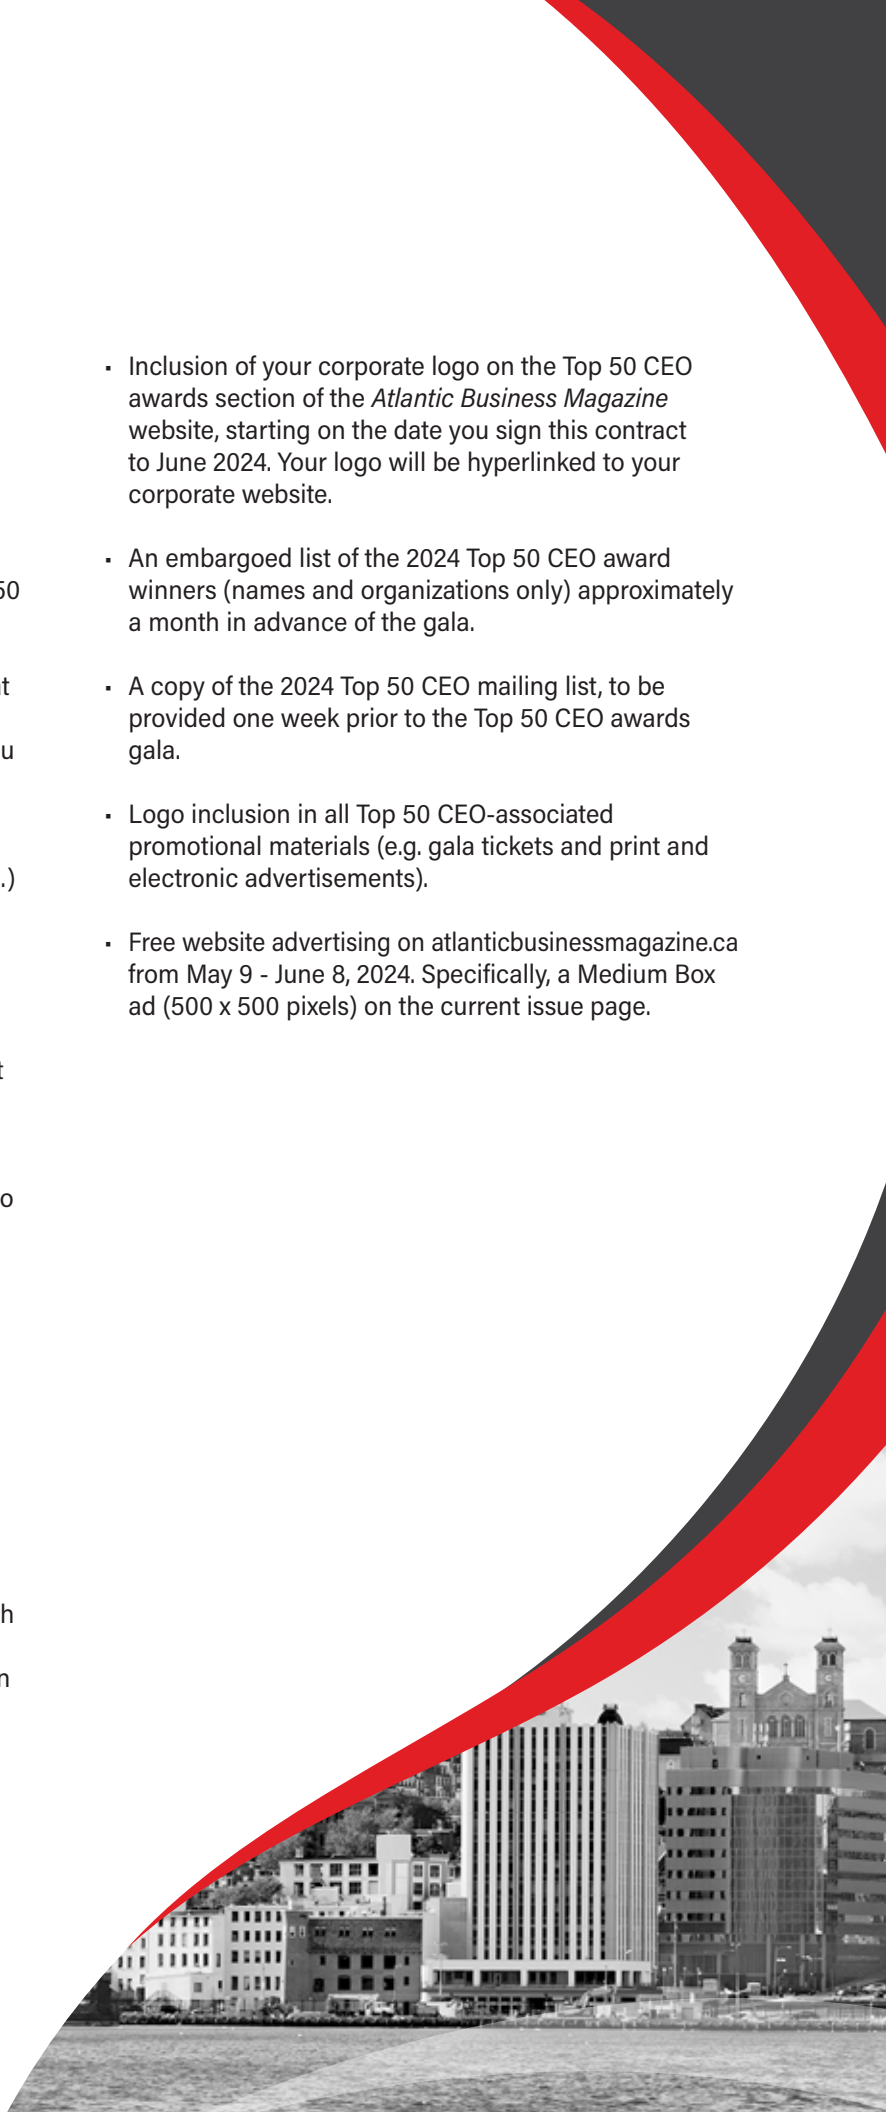 · Inclusion of your corporate logo on the Top 50 CEO
awards section of the Atlantic Business Magazine
website, starting on the date you sign this contract
to June 2024. Your logo will be hyperlinked to your
corporate website.
· An embargoed list of the 2024 Top 50 CEO award
winners (names and organizations only) approximately
a month in advance of the gala.
· A copy of the 2024 Top 50 CEO mailing list, to be
provided one week prior to the Top 50 CEO awards
gala.
· Logo inclusion in all Top 50 CEO-associated
promotional materials (e.g. gala tickets and print and
electronic advertisements).
· Free website advertising on atlanticbusinessmagazine.ca
from May 9 - June 8, 2024. Specifically, a Medium Box
ad (500 x 500 pixels) on the current issue page.